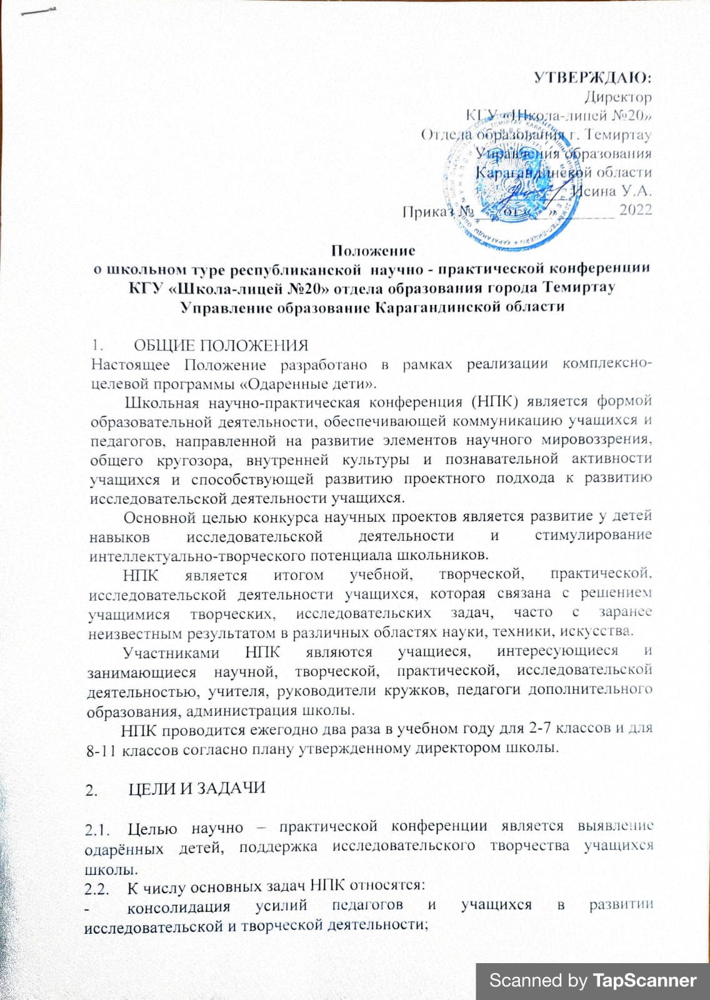 УТВЕРЖДАЮ:
Директор
КГУ «Школа-лицей №20»
Отдела образования г. Темиртау
Управления образования
Карагандинской области
Исина У.А.
Приказ № ____ от « » ________ 2022
Положение
о школьном туре республиканской научно - практической конференции
КГУ «Школа-лицей №20» отдела образования города Темиртау
Управление образование Карагандинской области
1. ОБЩИЕ ПОЛОЖЕНИЯ
Настоящее Положение разработано в рамках реализации комплексно-
целевой программы «Одаренные дети».
Школьная научно-практическая конференция (НПК) является формой
образовательной деятельности, обеспечивающей коммуникацию учащихся и
педагогов, направленной на развитие элементов научного мировоззрения,
общего кругозора, внутренней культуры и познавательной активности
учащихся и способствующей развитию проектного подхода к развитию
исследовательской деятельности учащихся.
Основной целью конкурса научных проектов является развитие у детей
навыков исследовательской деятельности и стимулирование
интеллектуально-творческого потенциала школьников.
НПК является итогом учебной, творческой, практической,
исследовательской деятельности учащихся, которая связана с решением
учащимися творческих, исследовательских задач, часто с заранее
неизвестным результатом в различных областях науки, техники, искусства.
Участниками НПК являются учащиеся, интересующиеся и
занимающиеся научной, творческой, практической, исследовательской
деятельностью, учителя, руководители кружков, педагоги дополнительного
образования, администрация школы.
НПК проводится ежегодно два раза в учебном году для 2-7 классов и для
8-11 классов согласно плану утвержденному директором школы.
2. ЦЕЛИ И ЗАДАЧИ
2.1. Целью научно – практической конференции является выявление
одарённых детей, поддержка исследовательского творчества учащихся
школы.
2.2. К числу основных задач НПК относятся:
- консолидация усилий педагогов и учащихся в развитии
исследовательской и творческой деятельности;
Scanned by TapScanner